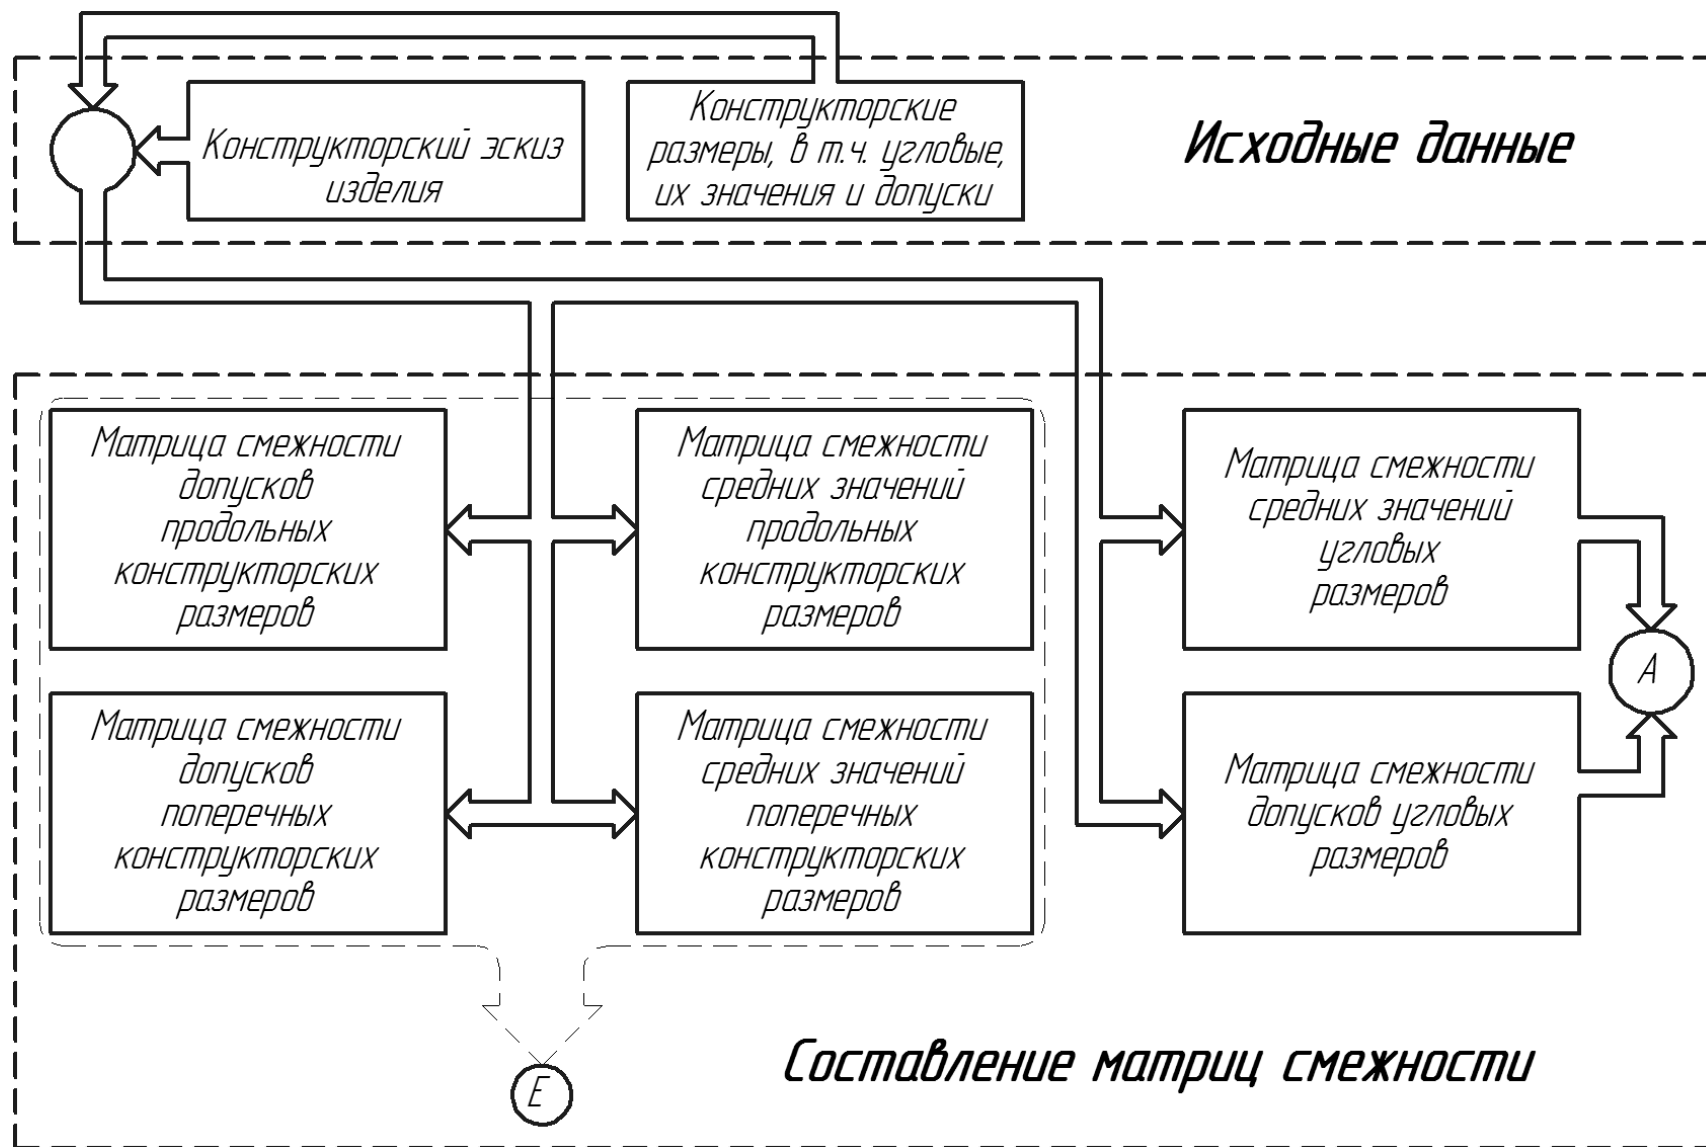 Конструкторский эскиз
изделия
Конструкторские
размеры, в т.ч. угловые,
их значения и допуски
Исходные данные
Матрица смежности
допусков
продольных
конструкторских
размеров
Матрица смежности
средних значений
продольных
конструкторских
размеров
Матрица смежности
средних значений
угловых
размеров
А
Матрица смежности
допусков
поперечных
конструкторских
размеров
Матрица смежности
средних значений
поперечных
конструкторских
размеров
Матрица смежности
допусков угловых
размеров
Составление матриц смежности
Е